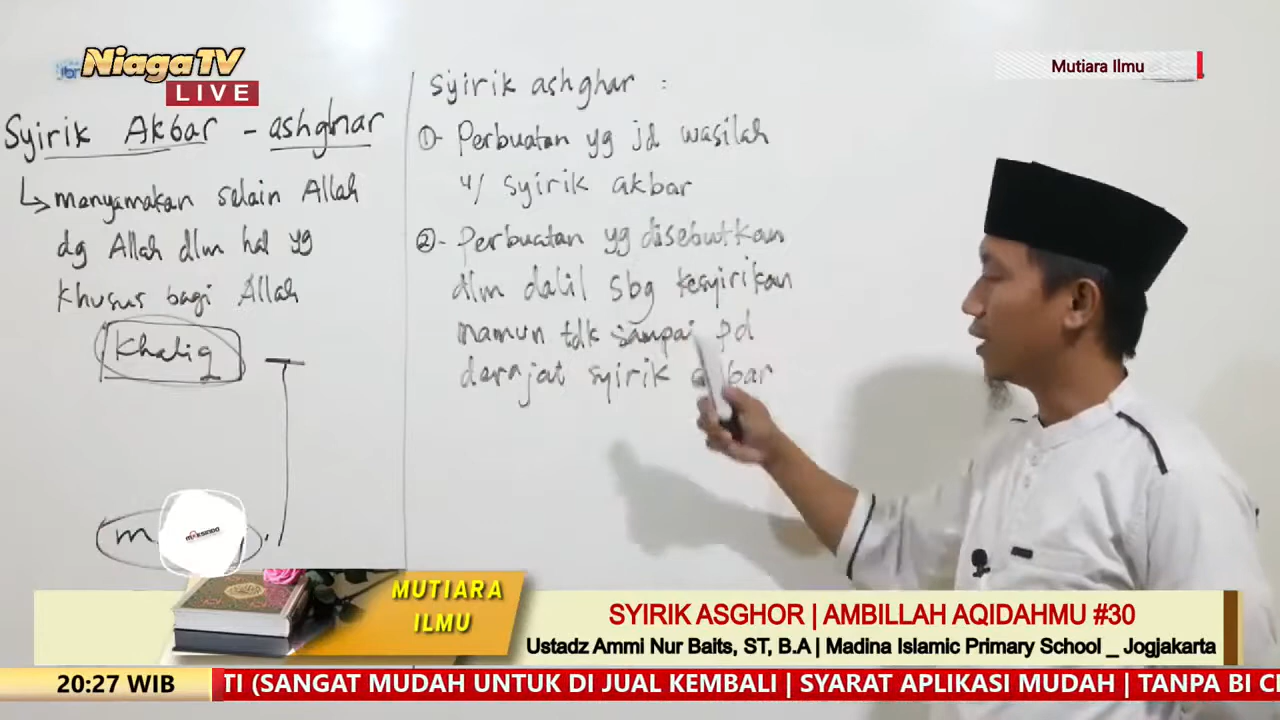 NiagaTV
LIVE
Mutiara Ilmu
Syirik Akbar - ashghar
menyamakan selain Allah
dg Allah dlm hal yg
khusus bagi Allah
Khaliq
m
Syirik ashghar :
1- Perbuatan yg jd wasilah
u/ syirik akbar
2- Perbuatan yg disebutkan
dlm dalil sbg kesyirikan
namun tdk sampai pd
derajat syirik akbar
MUTIARA
ILMU
SYIRIK ASGHOR | AMBILLAH AQIDAHMU #30
Ustadz Ammi Nur Baits, ST, B.A | Madina Islamic Primary School _ Jogjakarta
20:27 WIB
TI (SANGAT MUDAH UNTUK DI JUAL KEMBALI | SYARAT APLIKASI MUDAH | TANPA BI C